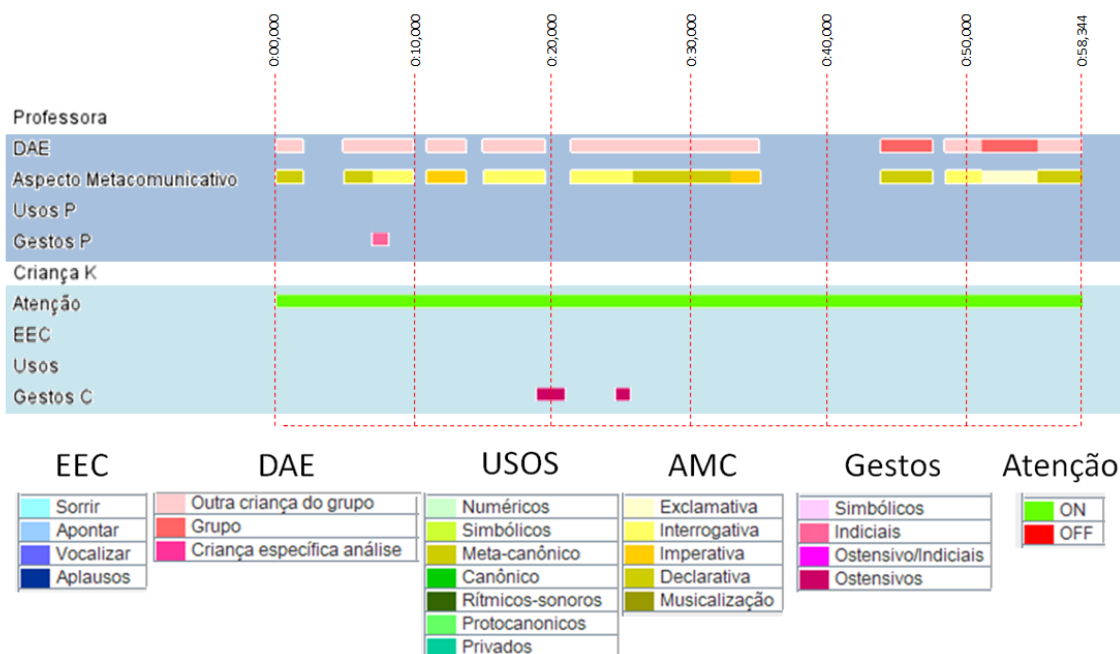 0:00,000
0:10,000
0:20,000
0:30,000
0:40,000
0:50,000
0:58,344
Professora
DAE
Aspecto Metacomunicativo
Usos P
Gestos P
Criança K
Atenção
EEC
Usos
Gestos C
EEC
Sorrir
Apontar
Vocalizar
Aplausos
DAE
Outra criança do grupo
Grupo
Criança específica análise
USOS
Numéricos
Simbólicos
Meta-canônico
Canônico
Rítmicos-sonoros
Protocanonicos
Privados
AMC
Exclamativa
Interrogativa
Imperativa
Declarativa
Musicalização
Gestos
Simbólicos
Indiciais
Ostensivo/Indiciais
Ostensivos
Atenção
ON
OFF